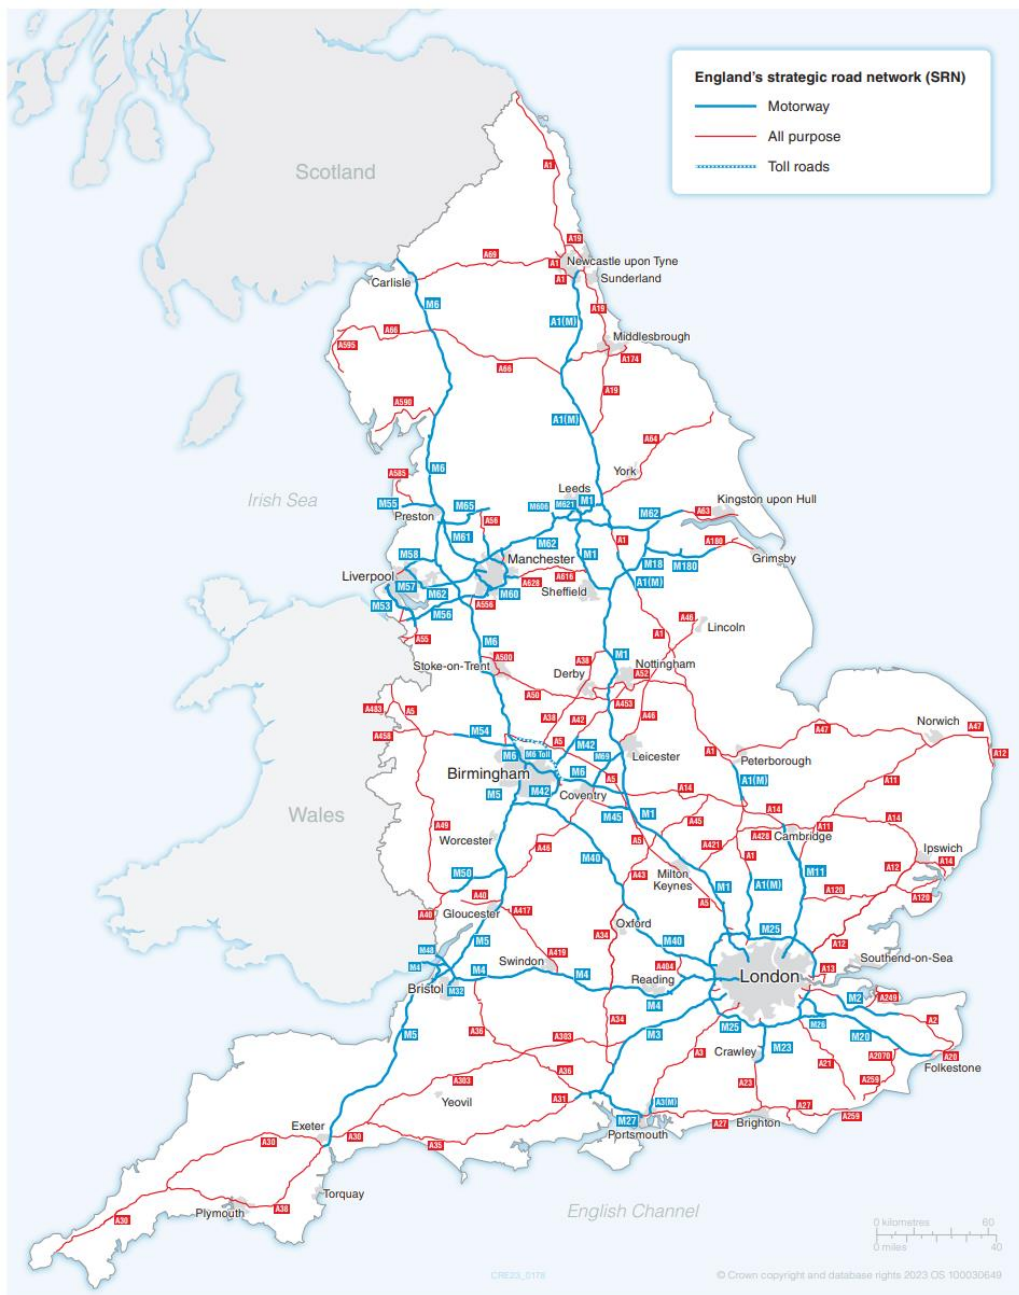 England's strategic road network (SRN)
Motorway
All purpose
Toll roads
Scotland
A1
A19
A69
A1
Newcastle upon Tyne
A1
Sunderland
Carlisle
M6
A19
A1(M)
A66
Middlesbrough
A595
A174
A66
A19
A590
A1(M)
A64
M6
York
A585
Leeds
Irish Sea
M55
M65
M606
M621
M1
Kingston upon Hull
Preston
A56
M62
A63
M61
M62
A1
A180
M58
Manchester
M1
Grimsby
M18
M180
Liverpool
M57
M62
A628
A616
A1(M)
M60
Sheffield
M53
M56
A556
A46
Lincoln
A55
M6
A1
A500
M1
Stoke-on-Trent
A38
Nottingham
Derby
A52
A50
A453
A483
A5
A38
A42
A46
Norwich
A47
A458
M54
A5
A47
M42
A12
M6
M6 Toll
M69
Leicester
A1
Peterborough
Birmingham
M6
A5
A11
A1(M)
M5
M42
Coventry
A14
Wales
M45
M1
A14
A14
A49
A45
A11
Worcester
A5
A428
Cambridge
A46
A421
Ipswich
M40
A1
A14
M50
A43
Milton
Keynes
M11
A12
M1
A1(M)
A120
A120
A40
A5
A40
Gloucester
A417
Oxford
M25
A34
M5
M40
A12
M48
A419
Southend-on-Sea
M4
Swindon
A404
London
A13
M4
M4
Reading
Bristol
M32
M2
A249
M4
A34
M25
M26
A2
M5
A36
A303
M3
M20
M23
A3
Crawley
A2070
A20
A21
Folkestone
A36
A303
A23
A259
Yeovil
A31
A3(M)
A27
Exeter
M27
A259
A30
A30
A35
A27
Brighton
Portsmouth
Torquay
A38
Plymouth
A30
English Channel
0 kilometres 60
0 miles 40
CRE23_0178
© Crown copyright and database rights 2023 OS 100030649